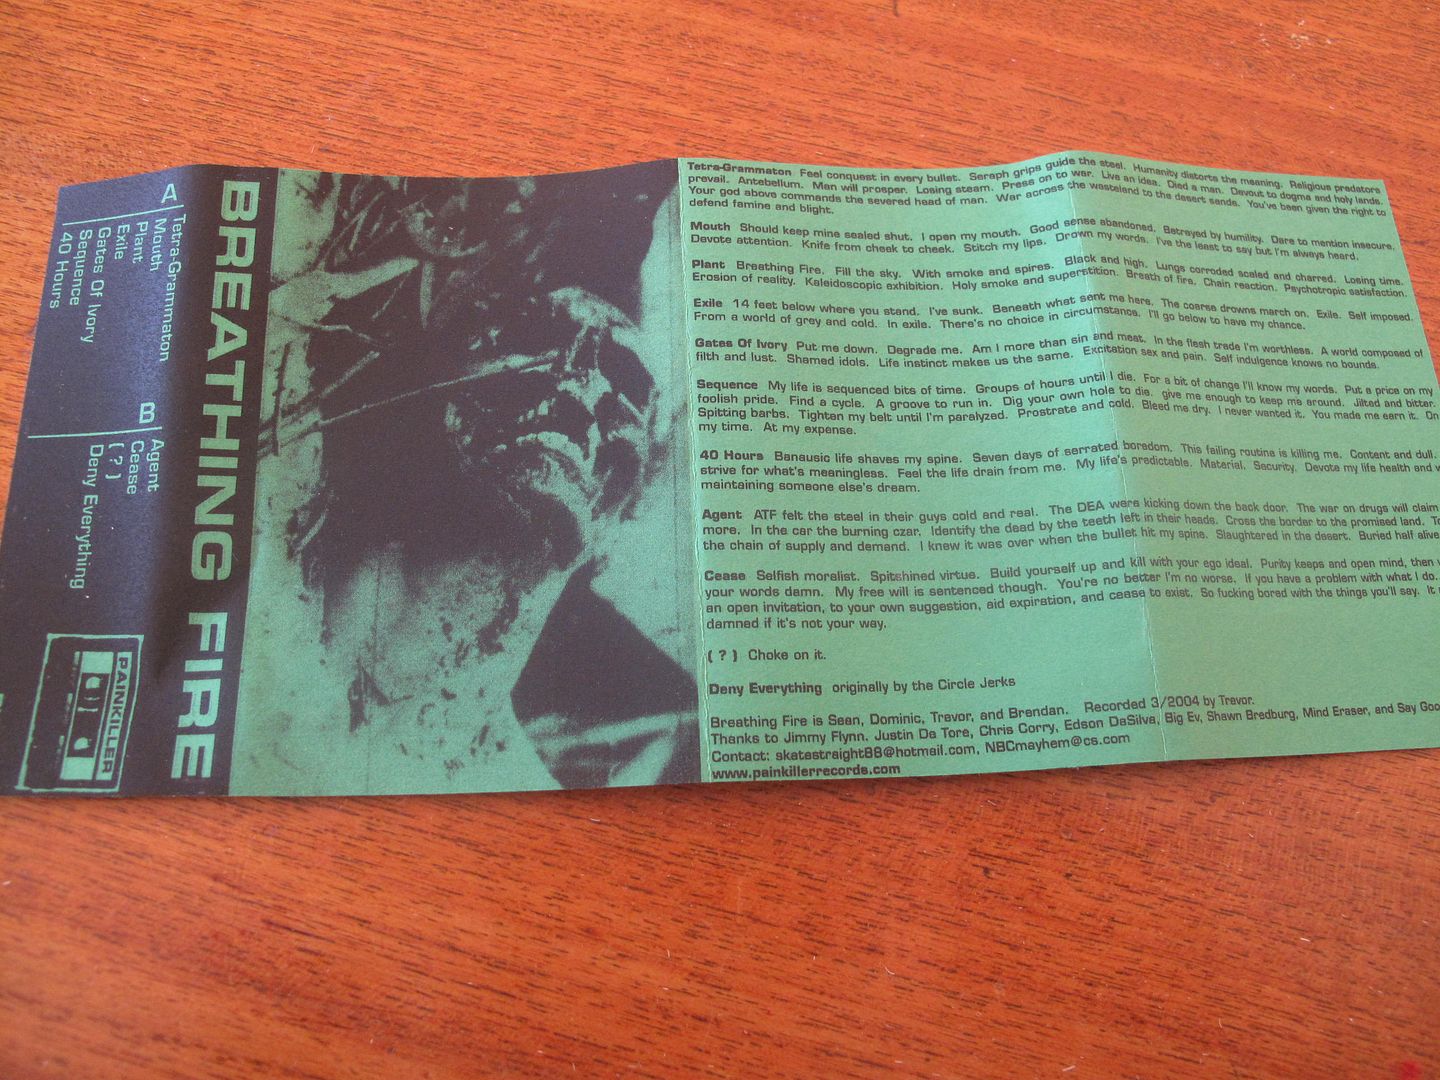 A
Tetra-Grammaton
Mouth
Plant
Exile
Gates Of Ivory
Sequence
40 Hours
B
Agent
Cease
( ? )
Deny Everything
PAINKILLER
BREATHING FIRE
Tetra-Grammaton Feel conquest in every bullet. Seraph grips guide the steel. Humanity distorts the meaning. Religious predators
prevail. Antebellum. Man will prosper. Losing steam. Press on to war. Live an idea. Died a man. Devout to dogma and holy lands.
Your god above commands the severed head of man. War across the wasteland to the desert sands. You've been given the right to
defend famine and blight.
Mouth Should keep mine sealed shut. I open my mouth. Good sense abandoned. Betrayed by humility. Dare to mention insecure.
Devote attention. Knife from cheek to cheek. Stitch my lips. Drown my words. I've the least to say but I'm always heard.
Plant Breathing Fire. Fill the sky. With smoke and spires. Black and high. Lungs corroded scaled and charred. Losing time.
Erosion of reality. Kaleidoscopic exhibition. Holy smoke and superstition. Breath of fire. Chain reaction. Psychotropic satisfaction.
Exile 14 feet below where you stand. I've sunk. Beneath what sent me here. The coarse drowns march on. Exile. Self imposed.
From a world of grey and cold. In exile. There's no choice in circumstance. I'll go below to have my chance.
Gates Of Ivory Put me down. Degrade me. Am I more than sin and meat. In the flesh trade I'm worthless. A world composed of
filth and lust. Shamed idols. Life instinct makes us the same. Excitation sex and pain. Self indulgence knows no bounds.
Sequence My life is sequenced bits of time. Groups of hours until I die. For a bit of change I'll know my words. Put a price on my
foolish pride. Find a cycle. A groove to run in. Dig your own hole to die. give me enough to keep me around. Jilted and bitter.
Spitting barbs. Tighten my belt until I'm paralyzed. Prostrate and cold. Bleed me dry. I never wanted it. You made me earn it. On
my time. At my expense.
40 Hours Banausic life shaves my spine. Seven days of serrated boredom. This failing routine is killing me. Content and dull.
strive for what's meaningless. Feel the life drain from me. My life's predictable. Material. Security. Devote my life health and
maintaining someone else's dream.
Agent ATF felt the steel in their guys cold and real. The DEA were kicking down the back door. The war on drugs will claim
more. In the car the burning czar. Identify the dead by the teeth left in their heads. Cross the border to the promised land.
the chain of supply and demand. I knew it was over when the bullet hit my spine. Slaughtered in the desert. Buried half alive
Cease Selfish moralist. Spitshined virtue. Build yourself up and kill with your ego ideal. Purity keeps and open mind, then
your words damn. My free will is sentenced though. You're no better I'm no worse. If you have a problem with what I do.
an open invitation, to your own suggestion, aid expiration, and cease to exist. So fucking bored with the things you'll say. It
damned if it's not your way.
( ? ) Choke on it.
Deny Everything originally by the Circle Jerks
Breathing Fire is Sean, Dominic, Trevor, and Brendan. Recorded 3/2004 by Trevor.
Thanks to Jimmy Flynn. Justin De Tore, Chris Corry, Edson DaSilva, Big Ev, Shawn Bredburg, Mind Eraser, and Say Goo
Contact: skatestraight88@hotmail.com, NBCmayhem@cs.com
www.painkillerrecords.com